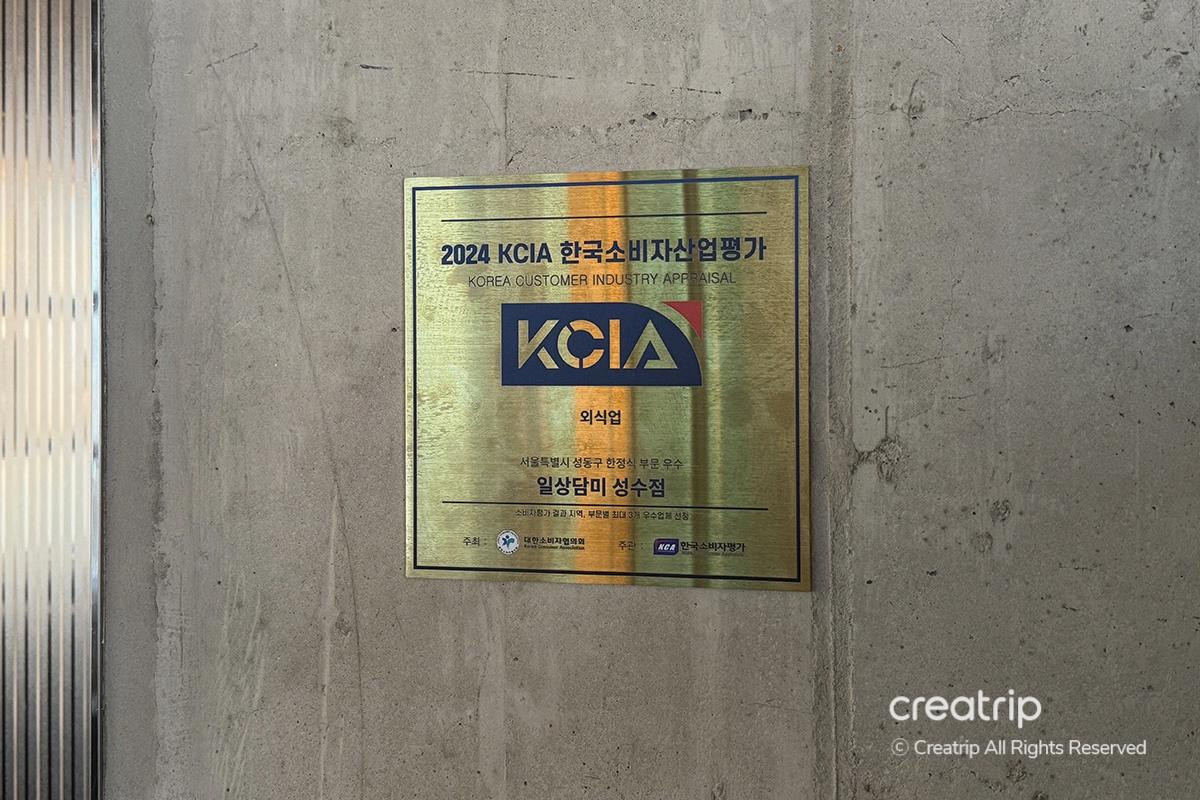 2024 KCIA 한국소비자산업평가
KOREA CUSTOMER INDUSTRY APPRAISAL
KCIA
외식업
서울특별시 성동구 한정식 부문 우수
일상담미 성수점
소비자평가 결과 지역, 부문별 최대 3개 우수업체 선정
주최 : 대한소비자협의회 주관 : KCA 한국소비자평가
Korea Consumer Association
creatrip
© Creatrip All Rights Reserved